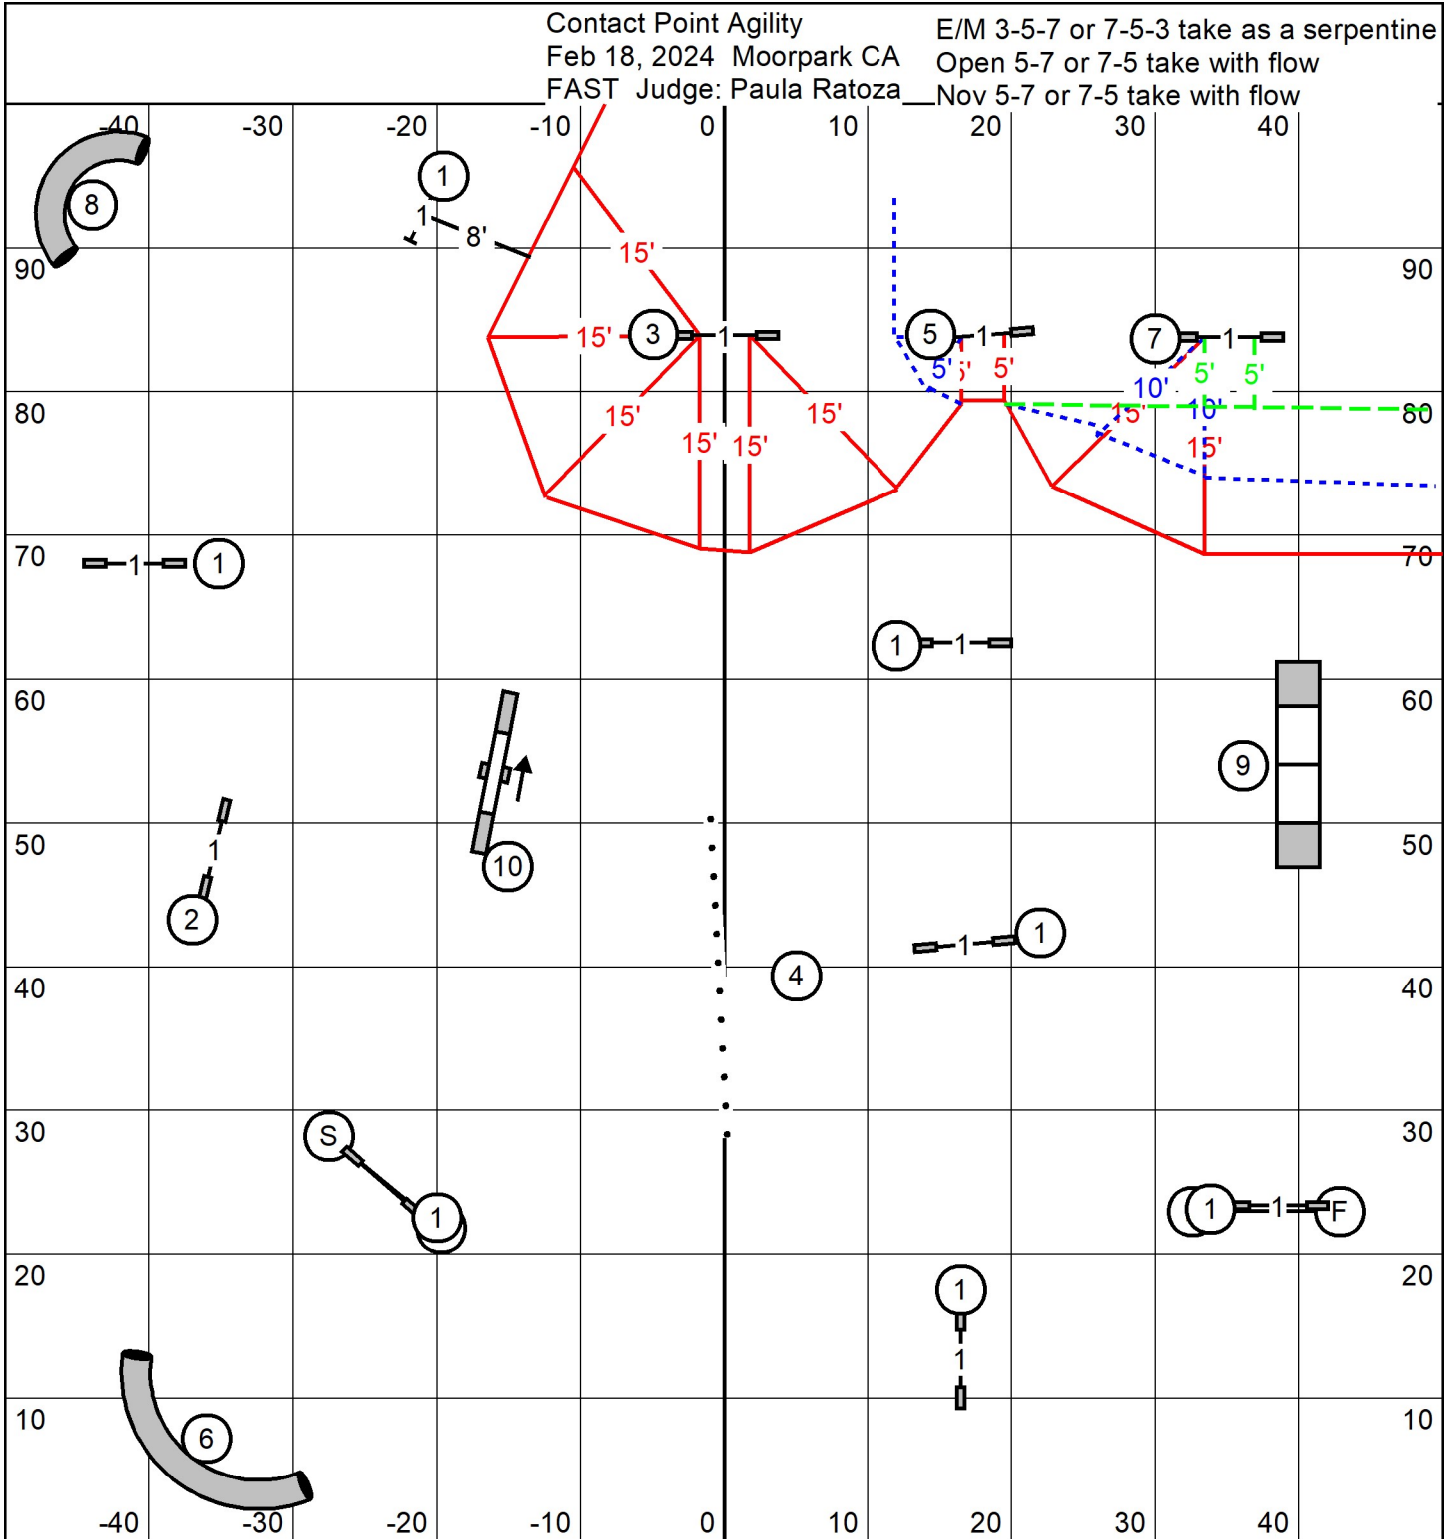 Contact Point Agility
Feb 18, 2024 Moorpark CA
FAST Judge: Paula Ratoza
E/M 3-5-7 or 7-5-3 take as a serpentine
Open 5-7 or 7-5 take with flow
Nov 5-7 or 7-5 take with flow
-40 -30 -20 -10 0 10 20 30 40
8 1
1 8' 15'
90 90
15' 3 1 5 1 7 1
5' 5' 5' 5' 5'
10'
80 15' 15' 15' 10' 80
15' 15' 15'
70 1 1 70
1 1
60 60
9
1
50 10 50
2 1 1
4
40 40
30 S 30
1 1 1 F
20 1 20
1
10 6 10
-40 -30 -20 -10 0 10 20 30 40